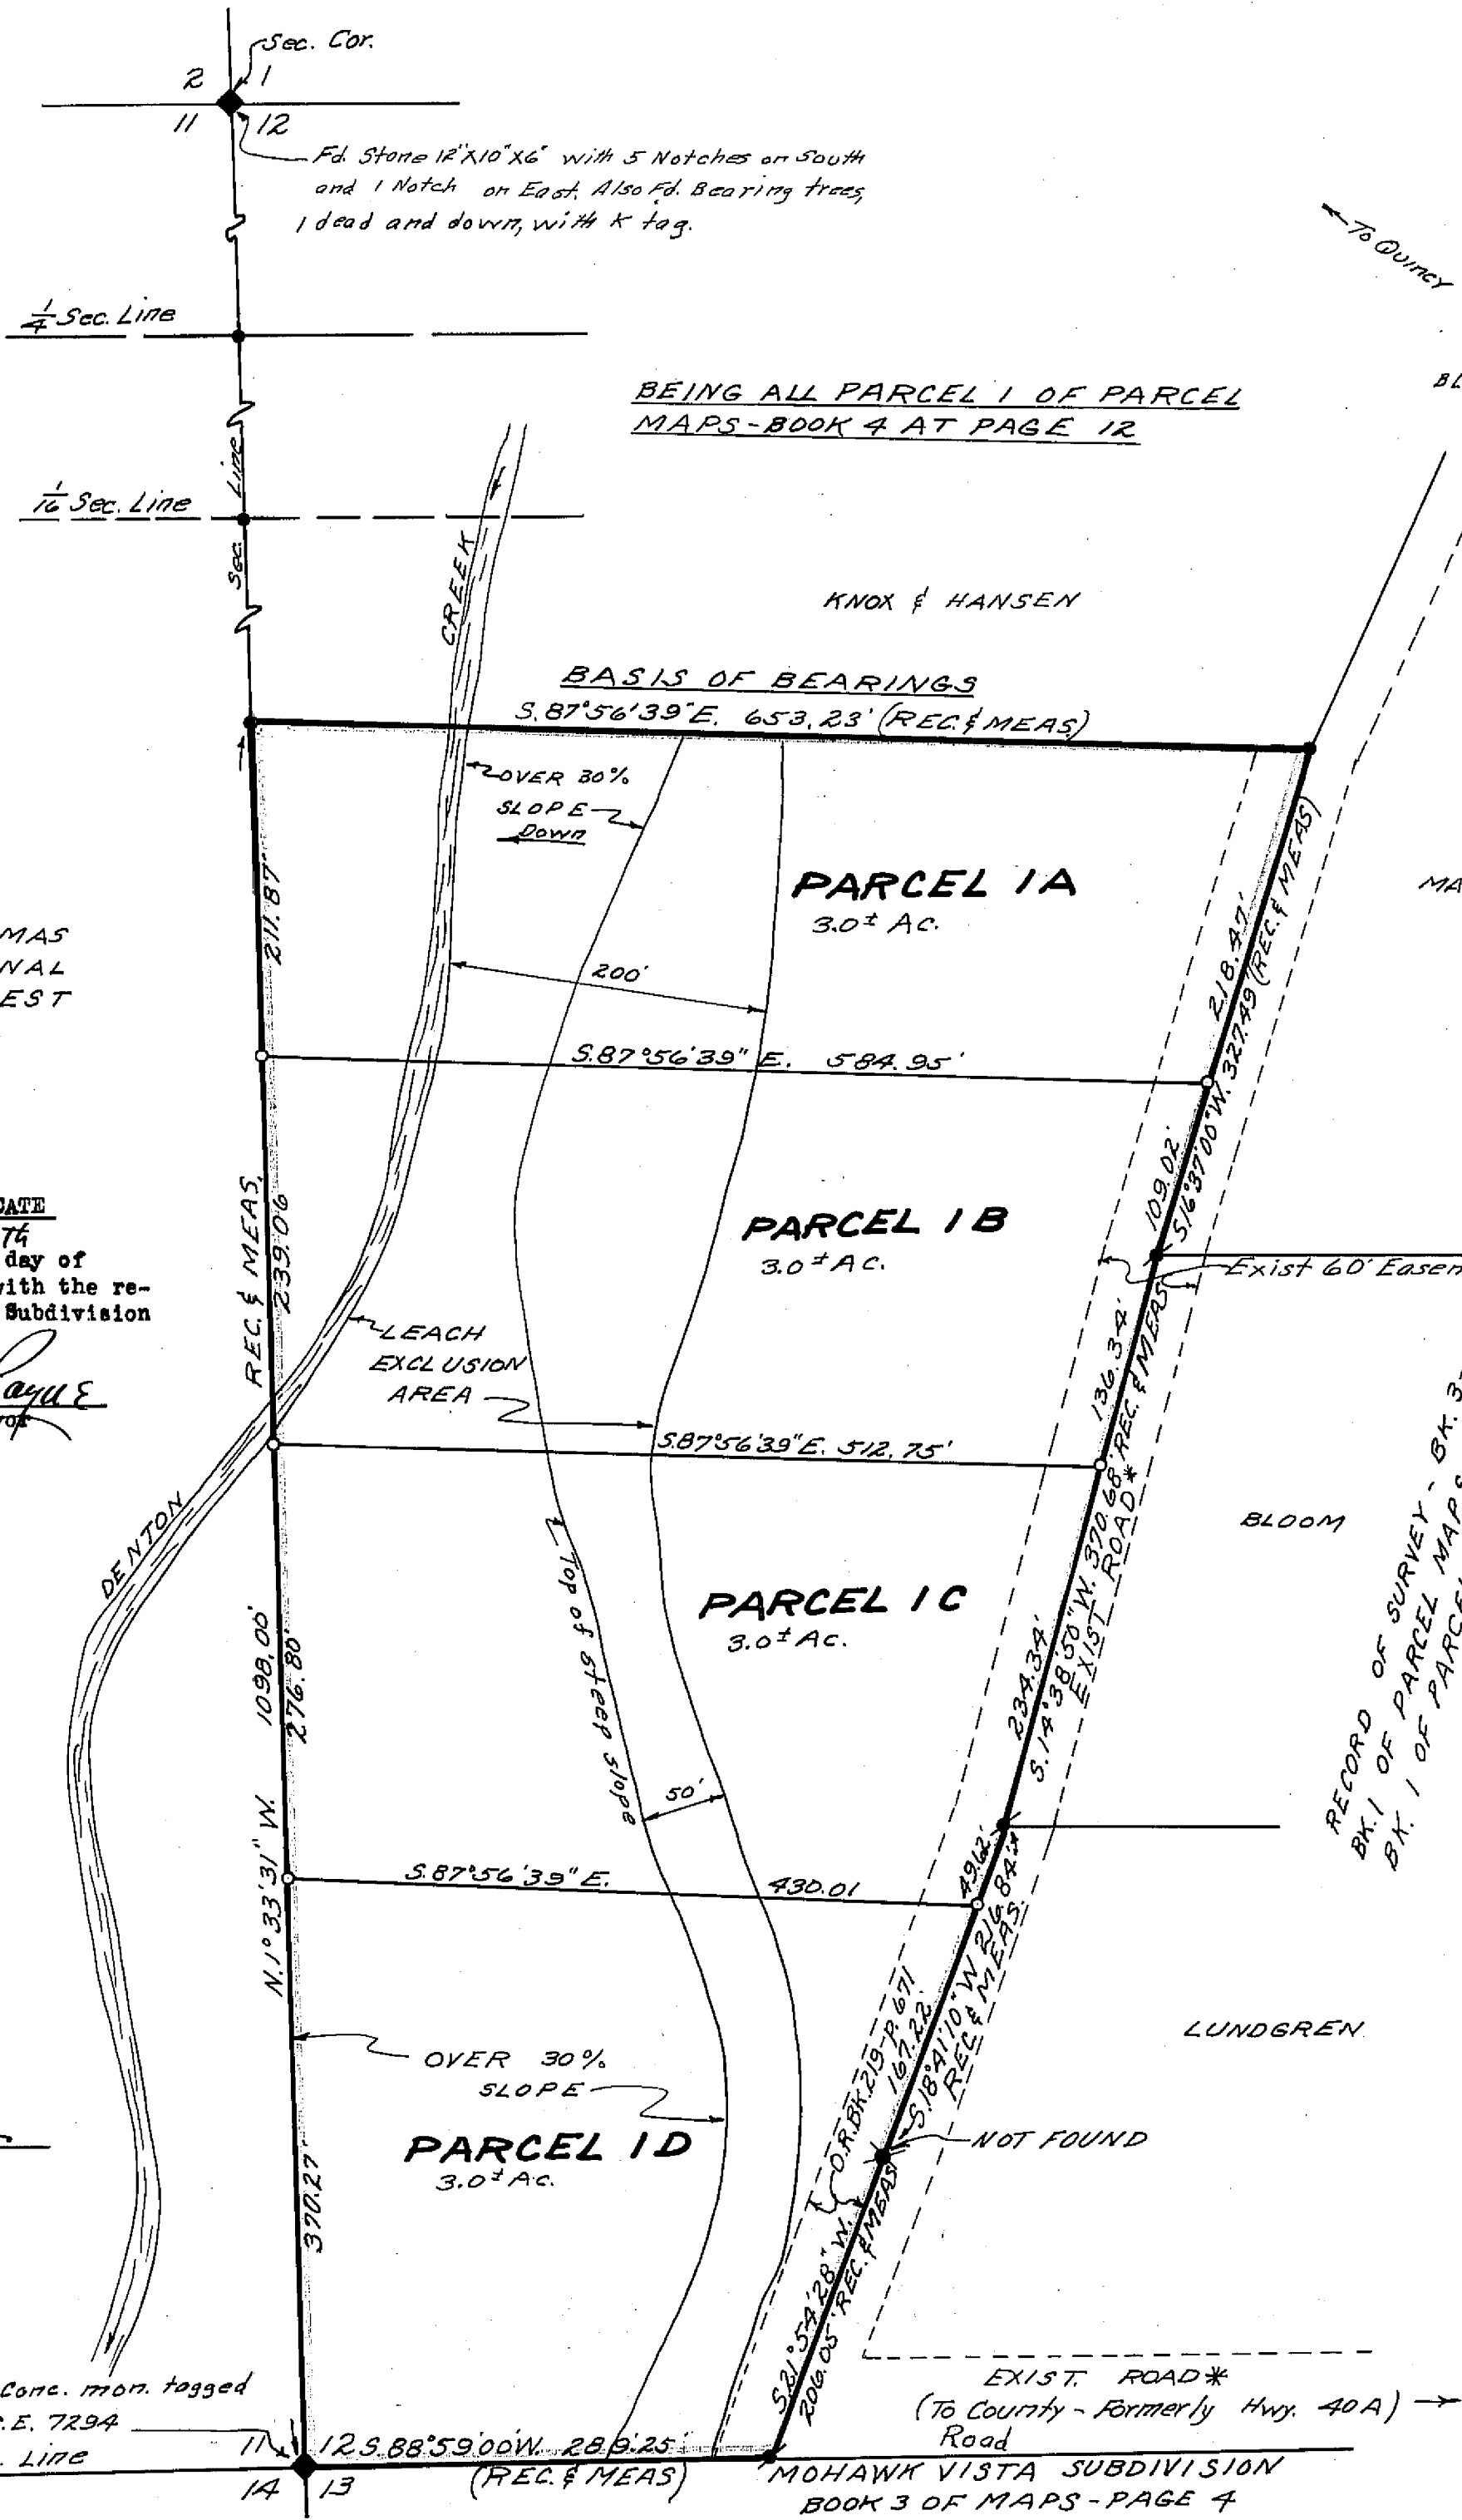 Sec. Cor.
2 1
11 12
Fd. Stone 12"X10"X6" with 5 Notches on South
and 1 Notch on East. Also Fd. Bearing trees,
1 dead and down, with K tag.
To Quincy
1/4 Sec. Line
BEING ALL PARCEL 1 OF PARCEL
MAPS-BOOK 4 AT PAGE 12
BL
1/16 Sec. Line
Sec. Line
CREEK
KNOX & HANSEN
BASIS OF BEARINGS
S.87°56'39"E. 653.23' (REC. & MEAS.)
OVER 30%
SLOPE
Down
PARCEL 1A
3.0± Ac.
MA
MAS
NAL
EST
211.87'
218.47'
S16°37'00"W. 327.49 (REC. & MEAS)
200'
S.87°56'39"E. 584.95'
109.02'
CATE
7th
day of
with the re-
Subdivision
ayne
vor
REC. & MEAS.
239.06
PARCEL 1B
3.0± Ac.
Exist 60' Easem
LEACH
EXCLUSION
AREA
136.34'
S.87°56'39"E. 512.75'
DENTON
BLOOM
RECORD OF SURVEY - BK. 3-
BK. 1 OF PARCEL MAPS
BK. 1 OF PARCEL
Top of steep slope
PARCEL 1C
3.0± Ac.
N.1°33'31"W. 1098.00'
276.80'
234.34'
S.14°38'50"W. 370.68' REC. & MEAS
EXIST. ROAD*
50'
S.87°56'39"E. 430.01
49.62'
S.18°41'10"W 216.84'
REC. & MEAS.
167.22'
O.R.BK.219-P.671
LUNDGREN
OVER 30%
SLOPE
NOT FOUND
PARCEL 1D
3.0± Ac.
370.27'
S21°54'28"W.
206.05' REC. & MEAS
EXIST. ROAD*
(To County - Formerly Hwy. 40A)
Road
Conc. mon. tagged
.E. 7294
Line
11 12 S.88°59'00W. 289.25'
(REC. & MEAS)
14 13
MOHAWK VISTA SUBDIVISION
BOOK 3 OF MAPS-PAGE 4